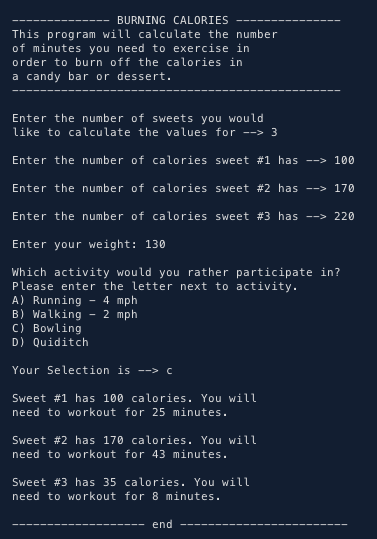 -------------- BURNING CALORIES ---------------
This program will calculate the number
of minutes you need to exercise in
order to burn off the calories in
a candy bar or dessert.
-----------------------------------------------
Enter the number of sweets you would
like to calculate the values for --> 3
Enter the number of calories sweet #1 has --> 100
Enter the number of calories sweet #2 has --> 170
Enter the number of calories sweet #3 has --> 220
Enter your weight: 130
Which activity would you rather participate in?
Please enter the letter next to activity.
A) Running - 4 mph
B) Walking - 2 mph
C) Bowling
D) Quiditch
Your Selection is --> c
Sweet #1 has 100 calories. You will
need to workout for 25 minutes.
Sweet #2 has 170 calories. You will
need to workout for 43 minutes.
Sweet #3 has 35 calories. You will
need to workout for 8 minutes.
------------------- end ------------------------